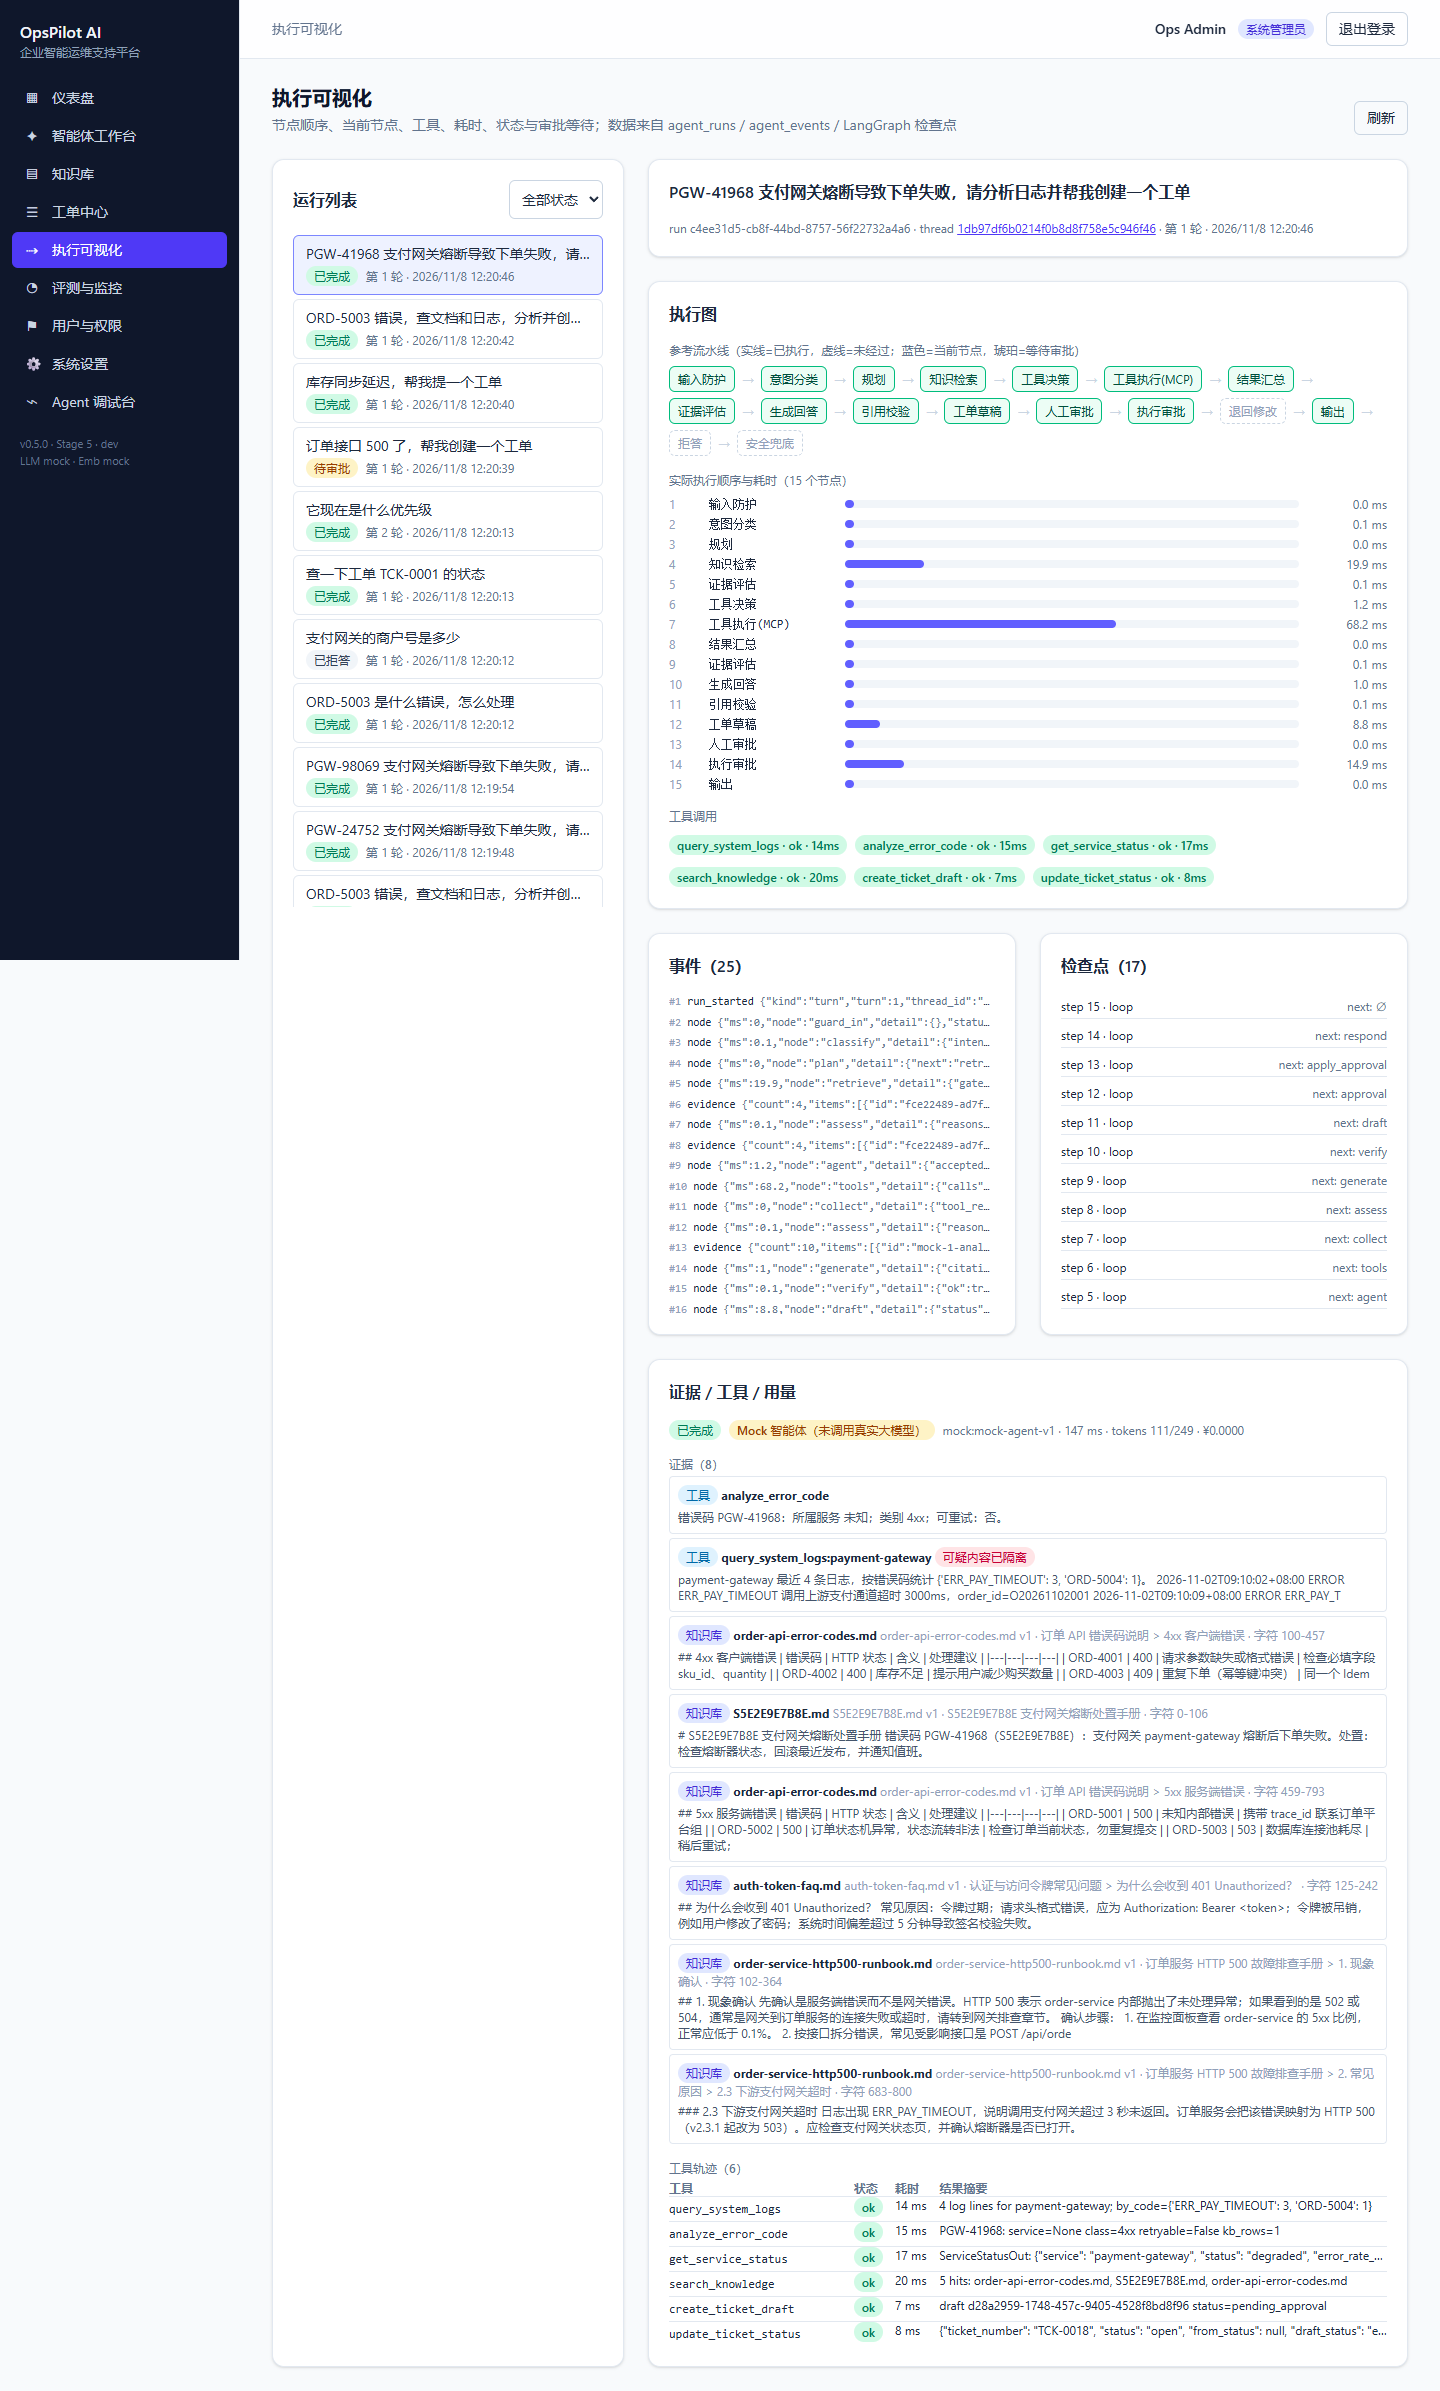 OpsPilot AI
企业智能运维支持平台
仪表盘
智能体工作台
知识库
工单中心
执行可视化
评测与监控
用户与权限
系统设置
Agent 调试台
v0.5.0 · Stage 5 · dev
LLM mock · Emb mock
执行可视化
Ops Admin 系统管理员 退出登录
执行可视化
节点顺序、当前节点、工具、耗时、状态与审批等待；数据来自 agent_runs / agent_events / LangGraph 检查点
刷新
运行列表 全部状态
PGW-41968 支付网关熔断导致下单失败，请...
已完成 第 1 轮 · 2026/11/8 12:20:46
ORD-5003 错误，查文档和日志，分析并创...
已完成 第 1 轮 · 2026/11/8 12:20:42
库存同步延迟，帮我提一个工单
已完成 第 1 轮 · 2026/11/8 12:20:40
订单接口 500 了，帮我创建一个工单
待审批 第 1 轮 · 2026/11/8 12:20:39
它现在是什么优先级
已完成 第 2 轮 · 2026/11/8 12:20:13
查一下工单 TCK-0001 的状态
已完成 第 1 轮 · 2026/11/8 12:20:13
支付网关的商户号是多少
已拒答 第 1 轮 · 2026/11/8 12:20:12
ORD-5003 是什么错误，怎么处理
已完成 第 1 轮 · 2026/11/8 12:20:12
PGW-98069 支付网关熔断导致下单失败，请...
已完成 第 1 轮 · 2026/11/8 12:19:54
PGW-24752 支付网关熔断导致下单失败，请...
已完成 第 1 轮 · 2026/11/8 12:19:48
ORD-5003 错误，查文档和日志，分析并创...
PGW-41968 支付网关熔断导致下单失败，请分析日志并帮我创建一个工单
run c4ee31d5-cb8f-44bd-8757-56f22732a4a6 · thread 1db97df6b0214f0b8d8f758e5c946f46 · 第 1 轮 · 2026/11/8 12:20:46
执行图
参考流水线（实线=已执行，虚线=未经过；蓝色=当前节点，琥珀=等待审批）
输入防护 → 意图分类 → 规划 → 知识检索 → 工具决策 → 工具执行(MCP) → 结果汇总 →
证据评估 → 生成回答 → 引用校验 → 工单草稿 → 人工审批 → 执行审批 → 退回修改 → 输出 →
拒答 → 安全兜底
实际执行顺序与耗时（15 个节点）
1 输入防护 0.0 ms
2 意图分类 0.1 ms
3 规划 0.0 ms
4 知识检索 19.9 ms
5 证据评估 0.1 ms
6 工具决策 1.2 ms
7 工具执行(MCP) 68.2 ms
8 结果汇总 0.0 ms
9 证据评估 0.1 ms
10 生成回答 1.0 ms
11 引用校验 0.1 ms
12 工单草稿 8.8 ms
13 人工审批 0.0 ms
14 执行审批 14.9 ms
15 输出 0.0 ms
工具调用
query_system_logs · ok · 14ms analyze_error_code · ok · 15ms get_service_status · ok · 17ms
search_knowledge · ok · 20ms create_ticket_draft · ok · 7ms update_ticket_status · ok · 8ms
事件（25）
#1 run_started {"kind":"turn","turn":1,"thread_id":"…
#2 node {"ms":0,"node":"guard_in","detail":{},"statu…
#3 node {"ms":0.1,"node":"classify","detail":{"inten…
#4 node {"ms":0,"node":"plan","detail":{"next":"retr…
#5 node {"ms":19.9,"node":"retrieve","detail":{"gate…
#6 evidence {"count":4,"items":[{"id":"fce22489-ad7f…
#7 node {"ms":0.1,"node":"assess","detail":{"reasons…
#8 evidence {"count":4,"items":[{"id":"fce22489-ad7f…
#9 node {"ms":1.2,"node":"agent","detail":{"accepted…
#10 node {"ms":68.2,"node":"tools","detail":{"calls"…
#11 node {"ms":0,"node":"collect","detail":{"tool_re…
#12 node {"ms":0.1,"node":"assess","detail":{"reason…
#13 evidence {"count":10,"items":[{"id":"mock-1-anal…
#14 node {"ms":1,"node":"generate","detail":{"citati…
#15 node {"ms":0.1,"node":"verify","detail":{"ok":tr…
#16 node {"ms":8.8,"node":"draft","detail":{"status"…
检查点（17）
step 15 · loop next: ∅
step 14 · loop next: respond
step 13 · loop next: apply_approval
step 12 · loop next: approval
step 11 · loop next: draft
step 10 · loop next: verify
step 9 · loop next: generate
step 8 · loop next: assess
step 7 · loop next: collect
step 6 · loop next: tools
step 5 · loop next: agent
证据 / 工具 / 用量
已完成 Mock 智能体（未调用真实大模型） mock:mock-agent-v1 · 147 ms · tokens 111/249 · ¥0.0000
证据（8）
工具 analyze_error_code
错误码 PGW-41968：所属服务 未知；类别 4xx；可重试：否。
工具 query_system_logs:payment-gateway 可疑内容已隔离
payment-gateway 最近 4 条日志，按错误码统计 {'ERR_PAY_TIMEOUT': 3, 'ORD-5004': 1}。 2026-11-02T09:10:02+08:00 ERROR
ERR_PAY_TIMEOUT 调用上游支付通道超时 3000ms，order_id=O20261102001 2026-11-02T09:10:09+08:00 ERROR ERR_PAY_T
知识库 order-api-error-codes.md order-api-error-codes.md v1 · 订单 API 错误码说明 > 4xx 客户端错误 · 字符 100-457
## 4xx 客户端错误 | 错误码 | HTTP 状态 | 含义 | 处理建议 | |---|---|---|---| | ORD-4001 | 400 | 请求参数缺失或格式错误 | 检查必填字段
sku_id、quantity | | ORD-4002 | 400 | 库存不足 | 提示用户减少购买数量 | | ORD-4003 | 409 | 重复下单（幂等键冲突） | 同一个 Idem
知识库 S5E2E9E7B8E.md S5E2E9E7B8E.md v1 · S5E2E9E7B8E 支付网关熔断处置手册 · 字符 0-106
# S5E2E9E7B8E 支付网关熔断处置手册 错误码 PGW-41968（S5E2E9E7B8E）：支付网关 payment-gateway 熔断后下单失败。处置：
检查熔断器状态，回滚最近发布，并通知值班。
知识库 order-api-error-codes.md order-api-error-codes.md v1 · 订单 API 错误码说明 > 5xx 服务端错误 · 字符 459-793
## 5xx 服务端错误 | 错误码 | HTTP 状态 | 含义 | 处理建议 | |---|---|---|---| | ORD-5001 | 500 | 未知内部错误 | 携带 trace_id 联系订单平
台组 | | ORD-5002 | 500 | 订单状态机异常，状态流转非法 | 检查订单当前状态，勿重复提交 | | ORD-5003 | 503 | 数据库连接池耗尽 |
稍后重试；
知识库 auth-token-faq.md auth-token-faq.md v1 · 认证与访问令牌常见问题 > 为什么会收到 401 Unauthorized？ · 字符 125-242
## 为什么会收到 401 Unauthorized？ 常见原因：令牌过期；请求头格式错误，应为 Authorization: Bearer <token>；令牌被吊销，
例如用户修改了密码；系统时间偏差超过 5 分钟导致签名校验失败。
知识库 order-service-http500-runbook.md order-service-http500-runbook.md v1 · 订单服务 HTTP 500 故障排查手册 > 1. 现象
确认 · 字符 102-364
## 1. 现象确认 先确认是服务端错误而不是网关错误。HTTP 500 表示 order-service 内部抛出了未处理异常；如果看到的是 502 或
504，通常是网关到订单服务的连接失败或超时，请转到网关排查章节。 确认步骤： 1. 在监控面板查看 order-service 的 5xx 比例，
正常应低于 0.1%。 2. 按接口拆分错误，常见受影响接口是 POST /api/orde
知识库 order-service-http500-runbook.md order-service-http500-runbook.md v1 · 订单服务 HTTP 500 故障排查手册 > 2. 常见
原因 > 2.3 下游支付网关超时 · 字符 683-800
### 2.3 下游支付网关超时 日志出现 ERR_PAY_TIMEOUT，说明调用支付网关超过 3 秒未返回。订单服务会把该错误映射为 HTTP 500
（v2.3.1 起改为 503）。应检查支付网关状态页，并确认熔断器是否已打开。
工具轨迹（6）
工具 状态 耗时 结果摘要
query_system_logs ok 14 ms 4 log lines for payment-gateway; by_code={'ERR_PAY_TIMEOUT': 3, 'ORD-5004': 1}
analyze_error_code ok 15 ms PGW-41968: service=None class=4xx retryable=False kb_rows=1
get_service_status ok 17 ms ServiceStatusOut: {"service": "payment-gateway", "status": "degraded", "error_rate_...
search_knowledge ok 20 ms 5 hits: order-api-error-codes.md, S5E2E9E7B8E.md, order-api-error-codes.md
create_ticket_draft ok 7 ms draft d28a2959-1748-457c-9405-4528f8bd8f96 status=pending_approval
update_ticket_status ok 8 ms {"ticket_number": "TCK-0018", "status": "open", "from_status": null, "draft_status": "e...